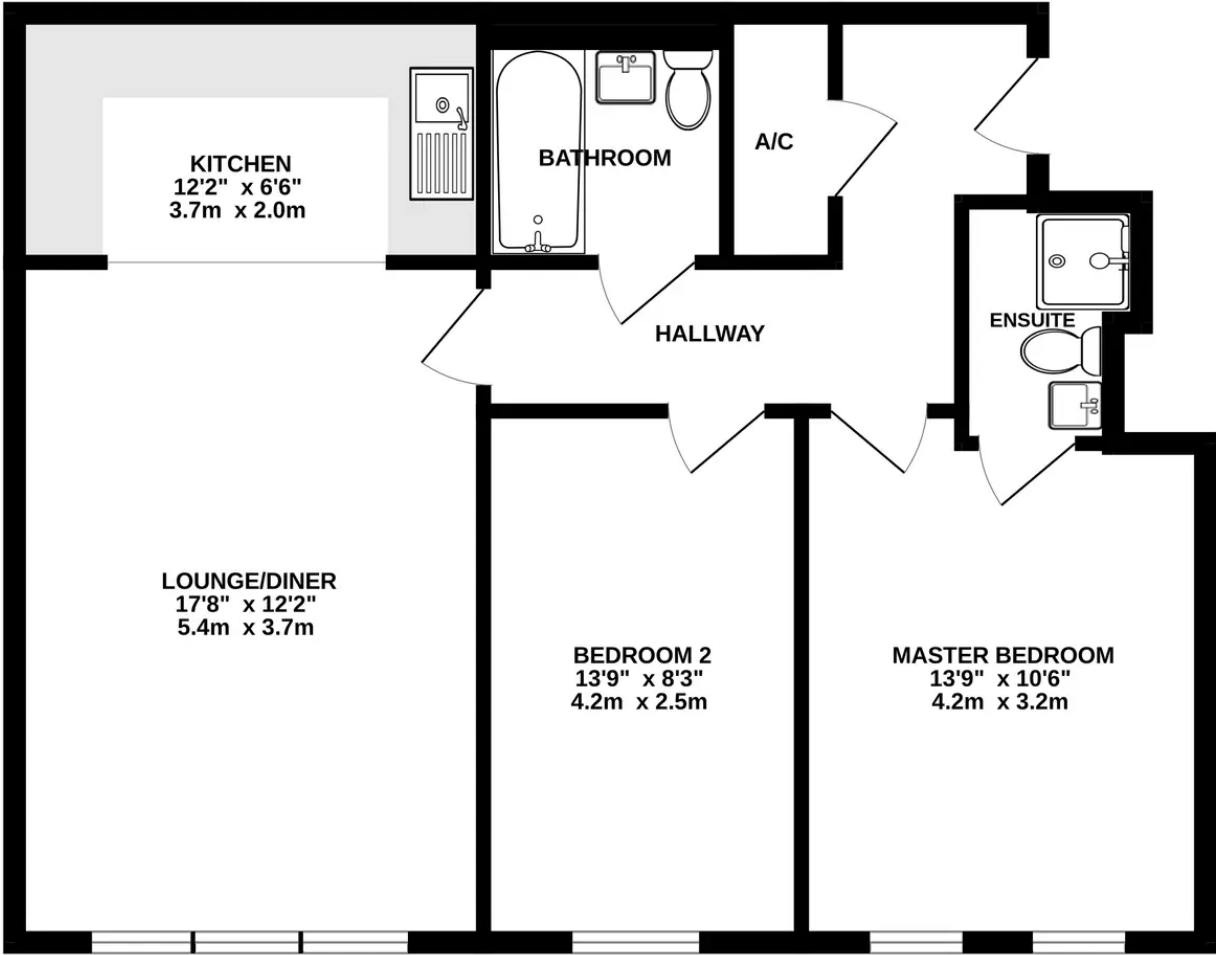 KITCHEN
12'2" x 6'6"
3.7m x 2.0m
BATHROOM
A/C
ENSUITE
HALLWAY
LOUNGE/DINER
17'8" x 12'2"
5.4m x 3.7m
BEDROOM 2
13'9" x 8'3"
4.2m x 2.5m
MASTER BEDROOM
13'9" x 10'6"
4.2m x 3.2m